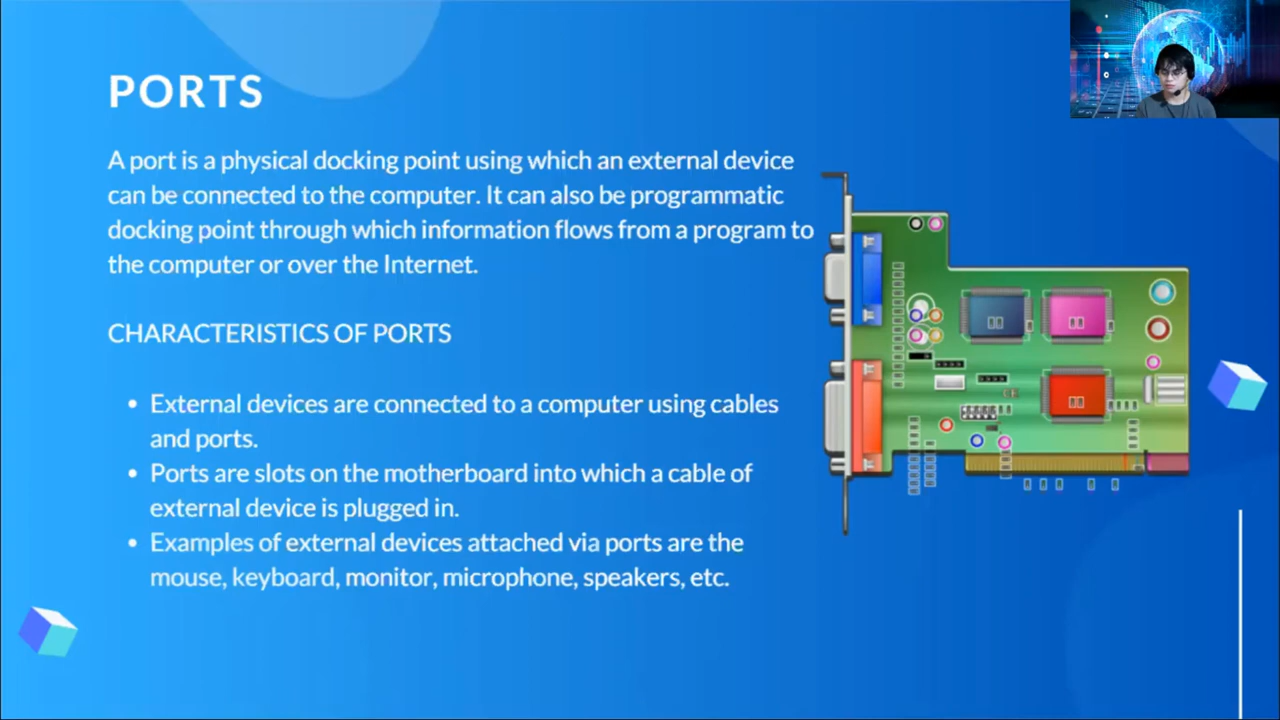 PORTS
A port is a physical docking point using which an external device
can be connected to the computer. It can also be programmatic
docking point through which information flows from a program to
the computer or over the Internet.
CHARACTERISTICS OF PORTS
• External devices are connected to a computer using cables
and ports.
• Ports are slots on the motherboard into which a cable of
external device is plugged in.
• Examples of external devices attached via ports are the
mouse, keyboard, monitor, microphone, speakers, etc.